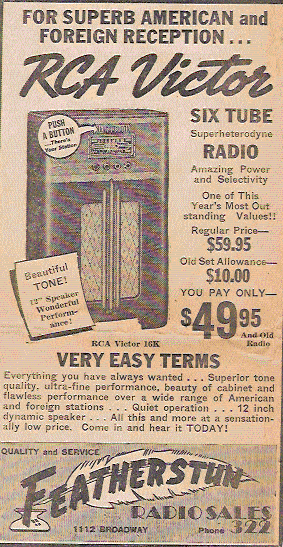 FOR SUPERB AMERICAN and
FOREIGN RECEPTION ...
RCA Victor
PUSH
A BUTTON
...There's
Your Station
SIX TUBE
Superheterodyne
RADIO
Amazing Power
and Selectivity
One of This
Year's Most Out
standing Values!!
Regular Price—
$59.95
Old Set Allowance—
$10.00
YOU PAY ONLY—
$49.95
And Old
Radio
Beautiful
TONE!
12" Speaker
Wonderful
Perform-
ance!
RCA Victor 16K
VERY EASY TERMS
Everything you have always wanted ... Superior tone
quality, ultra-fine performance, beauty of cabinet and
flawless performance over a wide range of American
and foreign stations ... Quiet operation ... 12 inch
dynamic speaker ... All this and more at a sensation-
ally low price. Come in and hear it TODAY!
QUALITY and SERVICE
FEATHERSTUN
RADIO SALES
1112 BROADWAY Phone 322